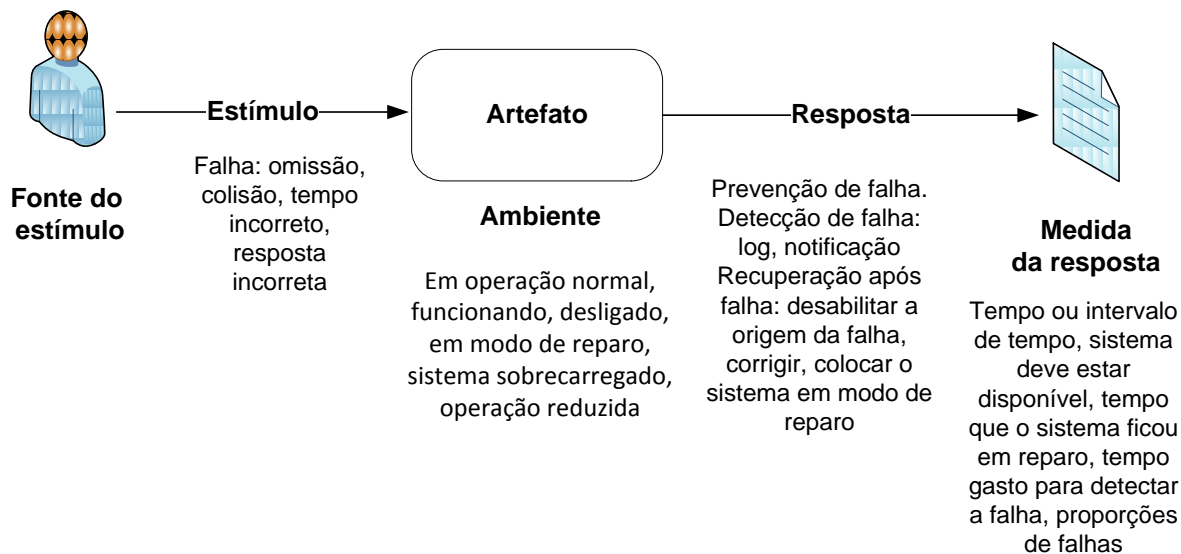 Fonte do
estímulo
Estímulo
Falha: omissão,
colisão, tempo
incorreto,
resposta
incorreta
Artefato
Ambiente
Em operação normal,
funcionando, desligado,
em modo de reparo,
sistema sobrecarregado,
operação reduzida
Resposta
Prevenção de falha.
Detecção de falha:
log, notificação
Recuperação após
falha: desabilitar a
origem da falha,
corrigir, colocar o
sistema em modo de
reparo
Medida
da resposta
Tempo ou intervalo
de tempo, sistema
deve estar
disponível, tempo
que o sistema ficou
em reparo, tempo
gasto para detectar
a falha, proporções
de falhas